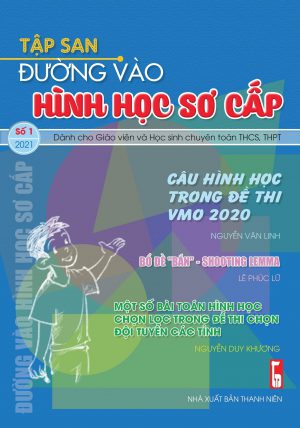 TẬP SAN
ĐƯỜNG VÀO
HÌNH HỌC SƠ CẤP
Số 1
2021
Dành cho Giáo viên và Học sinh chuyên toán THCS, THPT
CÂU HÌNH HỌC
TRONG ĐỀ THI
VMO 2020
NGUYỄN VĂN LINH
BỔ ĐỀ "BẮN" - SHOOTING LEMMA
LÊ PHÚC LỮ
MỘT SỐ BÀI TOÁN HÌNH HỌC
CHỌN LỌC TRONG ĐỀ THI CHỌN
ĐỘI TUYỂN CÁC TỈNH
NGUYỄN DUY KHƯƠNG
ĐƯỜNG VÀO HÌNH HỌC SƠ CẤP
NHÀ XUẤT BẢN THANH NIÊN